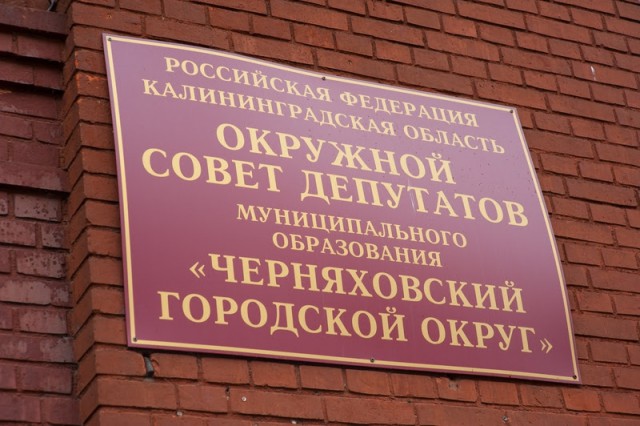 РОССИЙСКАЯ ФЕДЕРАЦИЯ
КАЛИНИНГРАДСКАЯ ОБЛАСТЬ
ОКРУЖНОЙ
СОВЕТ ДЕПУТАТОВ
МУНИЦИПАЛЬНОГО
ОБРАЗОВАНИЯ
«ЧЕРНЯХОВСКИЙ
ГОРОДСКОЙ ОКРУГ»